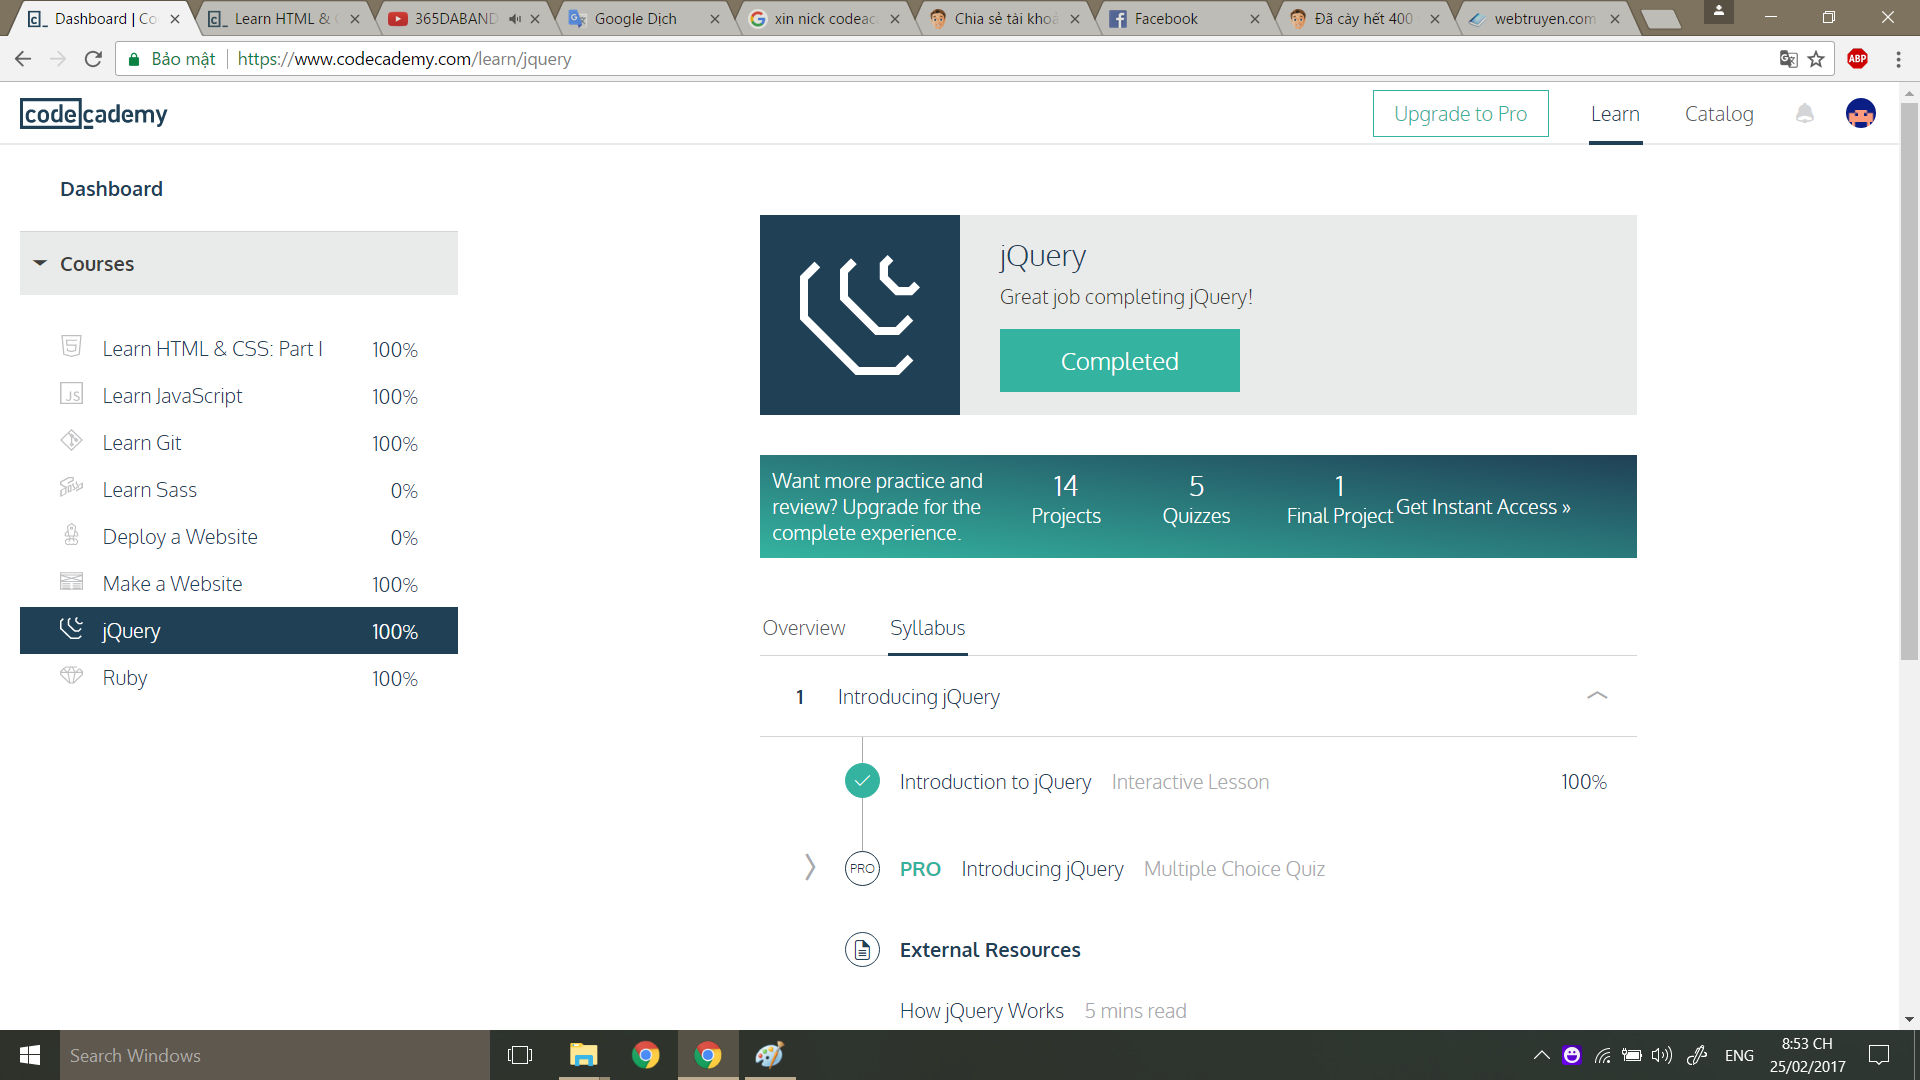 Dashboard | Co
Learn HTML & C
365DABAND
Google Dịch
xin nick codeaca
Chia sẻ tài khoả
Facebook
Đã cày hết 400
webtruyen.com
Bảo mật
https://www.codecademy.com/learn/jquery
ABP
codecademy
Upgrade to Pro
Learn
Catalog
Dashboard
Courses
Learn HTML & CSS: Part I 100%
Learn JavaScript 100%
Learn Git 100%
Learn Sass 0%
Deploy a Website 0%
Make a Website 100%
jQuery 100%
Ruby 100%
jQuery
Great job completing jQuery!
Completed
Want more practice and
review? Upgrade for the
complete experience.
14
Projects
5
Quizzes
1
Final Project
Get Instant Access »
Overview
Syllabus
1 Introducing jQuery
Introduction to jQuery Interactive Lesson 100%
PRO PRO Introducing jQuery Multiple Choice Quiz
External Resources
How jQuery Works 5 mins read
Search Windows
ENG
8:53 CH
25/02/2017